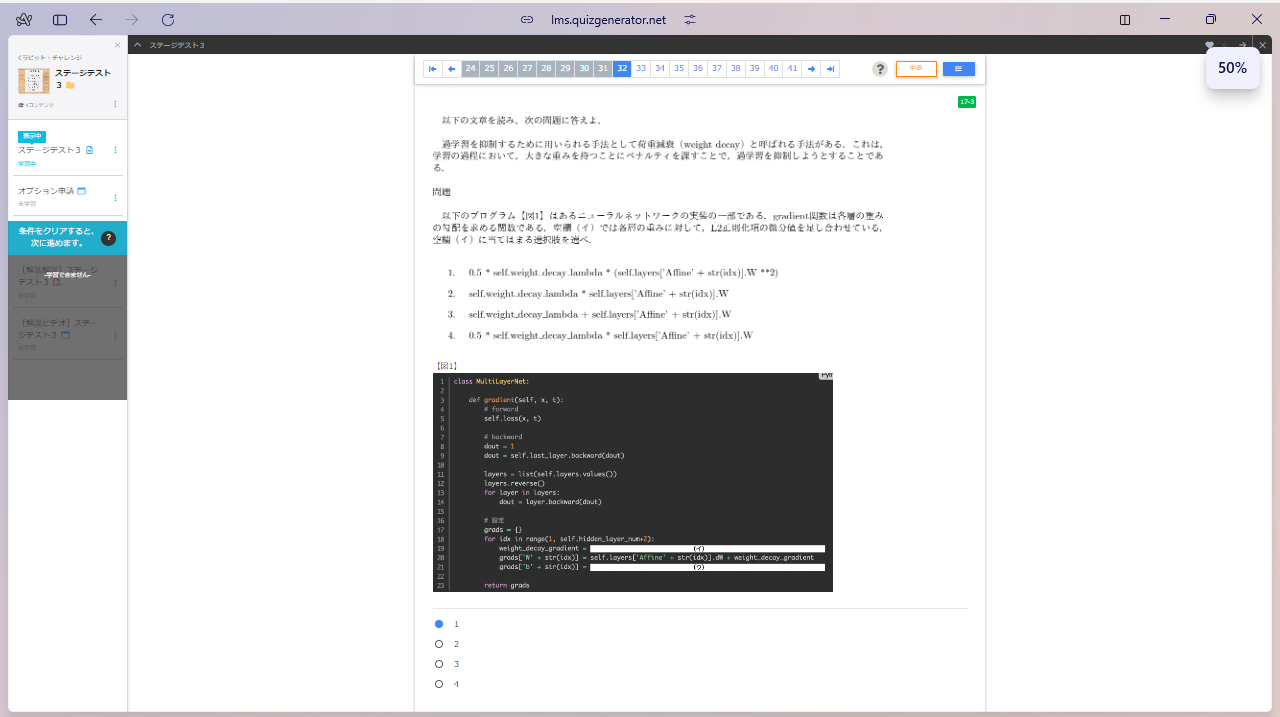 lms.quizgenerator.net
50%
ラビット・チャレンジ
ステージテスト
3
コンテンツ
表示中
ステージテスト３
学習中
オプション申請
未学習
条件をクリアすると、
次に進めます。
?
[解答解説] ステージ
テスト３
-学習できません-
未学習
[解説ビデオ] ステー
ジテスト３
未学習
ステージテスト３
24 25 26 27 28 29 30 31 32 33 34 35 36 37 38 39 40 41
?
中断
17-3
以下の文章を読み，次の問題に答えよ．
過学習を抑制するために用いられる手法として荷重減衰（weight decay）と呼ばれる手法がある．これは，
学習の過程において，大きな重みを持つことにペナルティを課すことで，過学習を抑制しようとすることであ
る．
問題
以下のプログラム【図1】はあるニューラルネットワークの実装の一部である．gradient関数は各層の重み
の勾配を求める関数である．空欄（イ）では各層の重みに対して，L2正則化項の微分値を足し合わせている．
空欄（イ）に当てはまる選択肢を選べ．
1. 0.5 * self.weight_decay_lambda * (self.layers['Affine' + str(idx)].W **2)
2. self.weight_decay_lambda * self.layers['Affine' + str(idx)].W
3. self.weight_decay_lambda + self.layers['Affine' + str(idx)].W
4. 0.5 * self.weight_decay_lambda * self.layers['Affine' + str(idx)].W
【図1】
1 class MultiLayerNet:
2
3 def gradient(self, x, t):
4 # forward
5 self.loss(x, t)
6
7 # backward
8 dout = 1
9 dout = self.last_layer.backward(dout)
10
11 layers = list(self.layers.values())
12 layers.reverse()
13 for layer in layers:
14 dout = layer.backward(dout)
15
16 # 設定
17 grads = {}
18 for idx in range(1, self.hidden_layer_num+2):
19 weight_decay_gradient = (イ)
20 grads['W' + str(idx)] = self.layers['Affine' + str(idx)].dW + weight_decay_gradient
21 grads['b' + str(idx)] = (ウ)
22
23 return grads
1
2
3
4